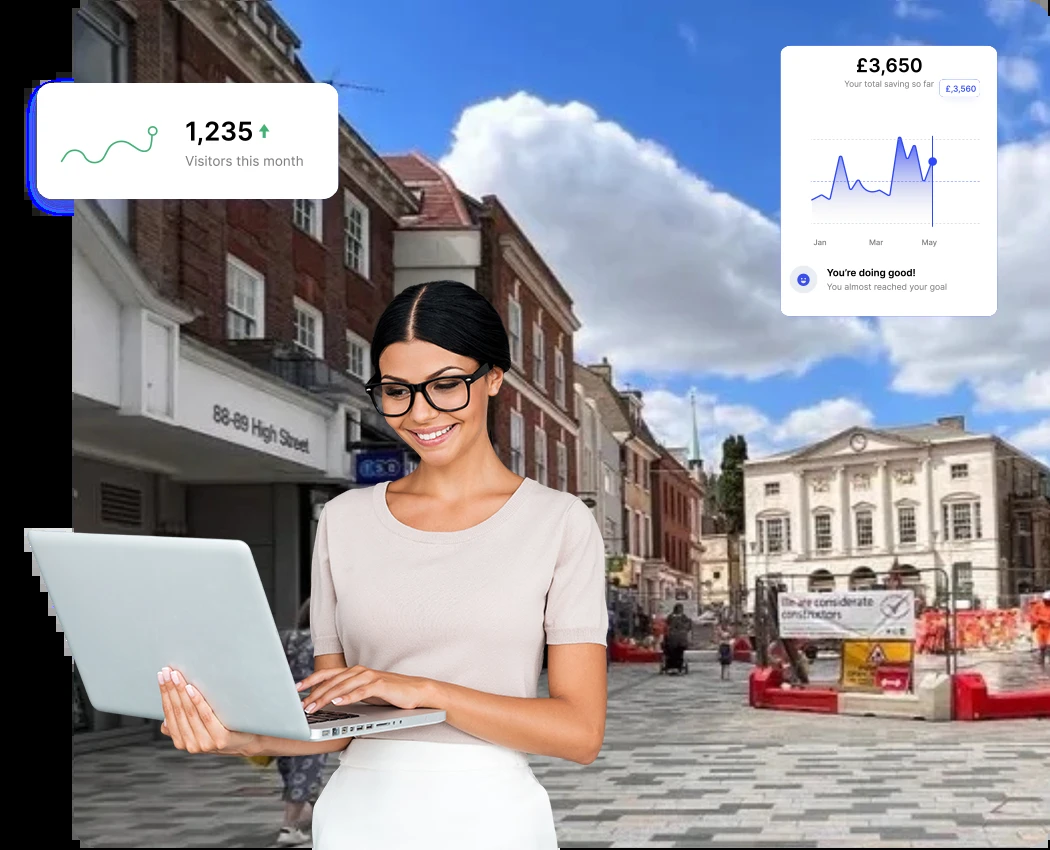 1,235
Visitors this month
£3,650
Your total saving so far
£,3,560
Jan Mar May
You're doing good!
You almost reached your goal
88-89 High Street
We are considerate
constructors